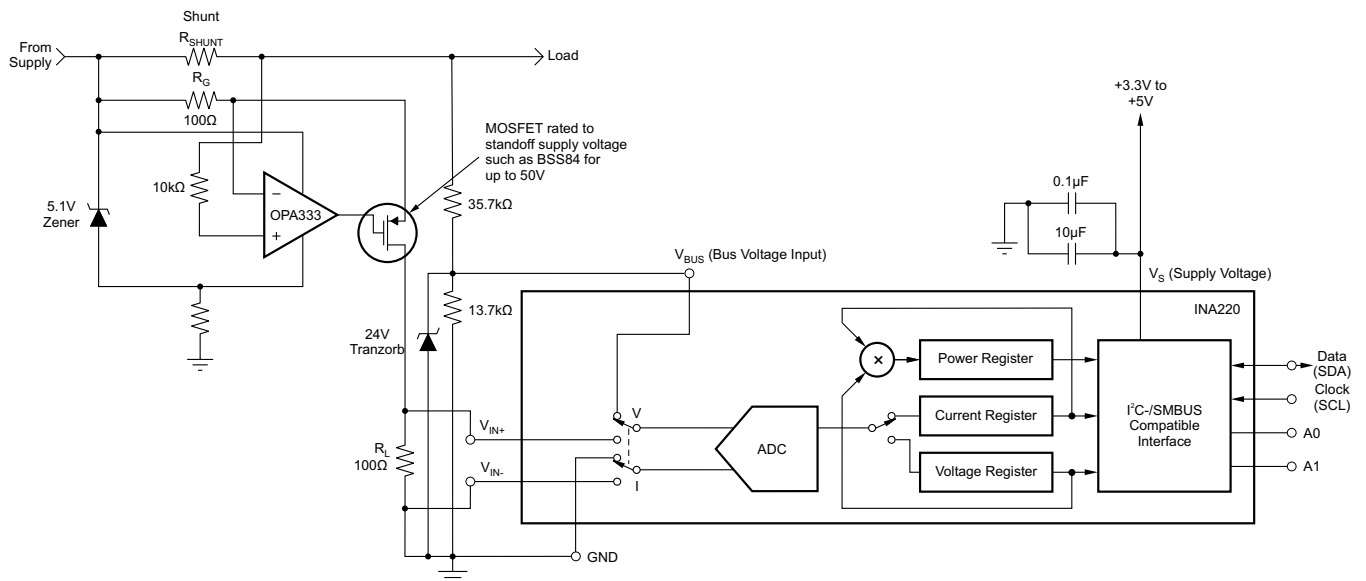 Shunt
R_SHUNT
From
Supply
Load
R_G
100Ω
MOSFET rated to
standoff supply voltage
such as BSS84 for
up to 50V
+3.3V to
+5V
10kΩ
−
OPA333
+
5.1V
Zener
35.7kΩ
0.1µF
10µF
V_BUS (Bus Voltage Input)
V_S (Supply Voltage)
13.7kΩ
INA220
24V
Tranzorb
×
Power Register
Data
(SDA)
Clock
(SCL)
V
Current Register
I²C-/SMBUS
Compatible
Interface
V_IN+
ADC
A0
R_L
100Ω
V_IN-
I
Voltage Register
A1
GND